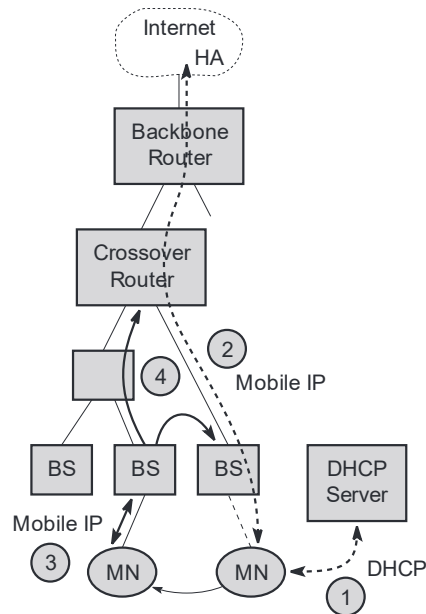 Internet
HA
Backbone
Router
Crossover
Router
2
4
Mobile IP
BS
BS
BS
DHCP
Server
Mobile IP
3
MN
MN
DHCP
1